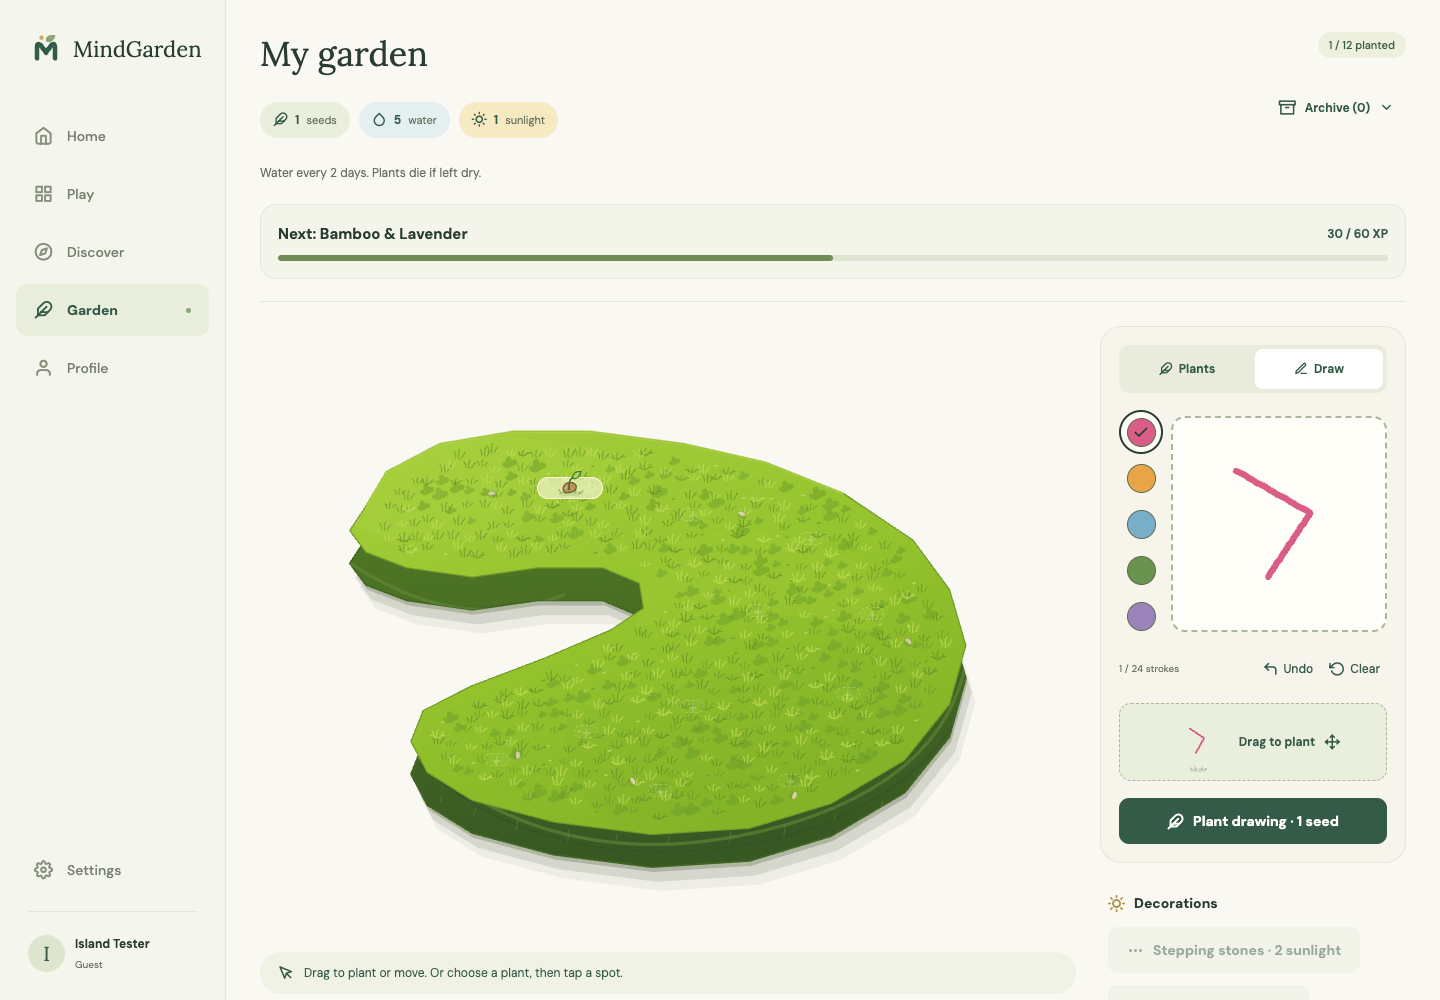 MindGarden
My garden
1 / 12 planted
1 seeds
5 water
1 sunlight
Archive (0)
Water every 2 days. Plants die if left dry.
Next: Bamboo & Lavender
30 / 60 XP
Home
Play
Discover
Garden
Profile
Plants
Draw
1 / 24 strokes
Undo
Clear
Drag to plant
Plant drawing · 1 seed
Decorations
Stepping stones · 2 sunlight
Drag to plant or move. Or choose a plant, then tap a spot.
Settings
I
Island Tester
Guest